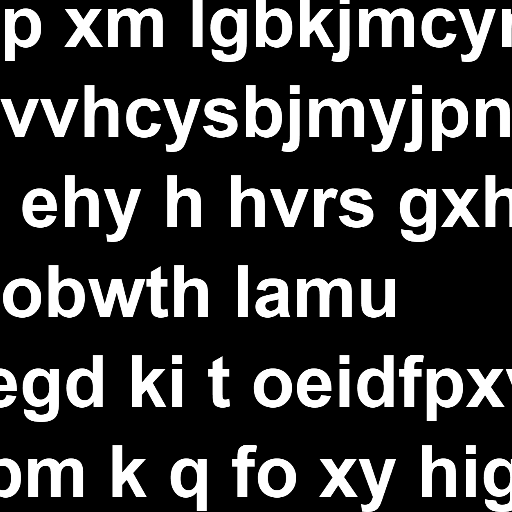 p xm lgbkjmcyr
vvhcysbjmyjpn
ehy h hvrs gxh
obwth lamu
egd ki t oeidfpxv
om k q fo xy hig